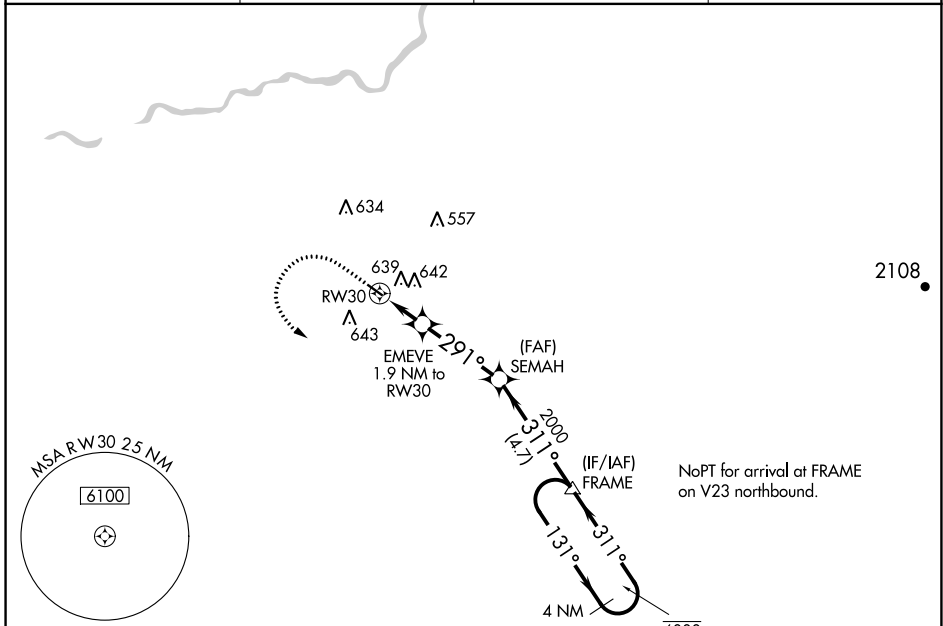 634
557
639
642
2108
RW30
643
EMEVE
1.9 NM to
RW30
291°
(FAF)
SEMAH
2000
311°
(4.7)
(IF/IAF)
FRAME
NoPT for arrival at FRAME
on V23 northbound.
MSA RW30 25 NM
6100
131°
311°
4 NM